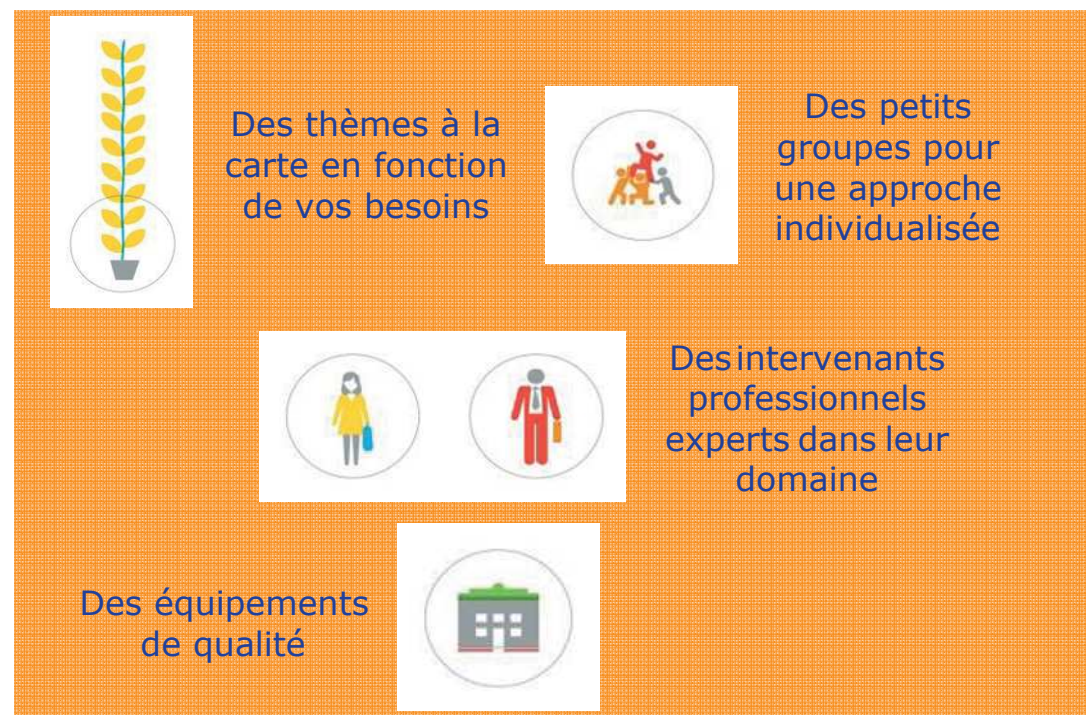 Des thèmes à la
carte en fonction
de vos besoins
Des petits
groupes pour
une approche
individualisée
Des intervenants
professionnels
experts dans leur
domaine
Des équipements
de qualité